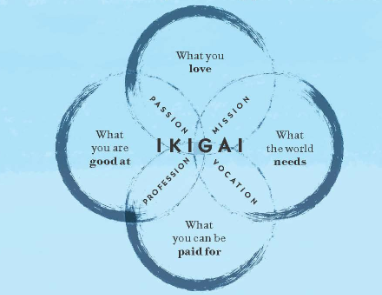 What you
love
PASSION
MISSION
What
you are
good at
IKIGAI
What
the world
needs
PROFESSION
VOCATION
What
you can be
paid for